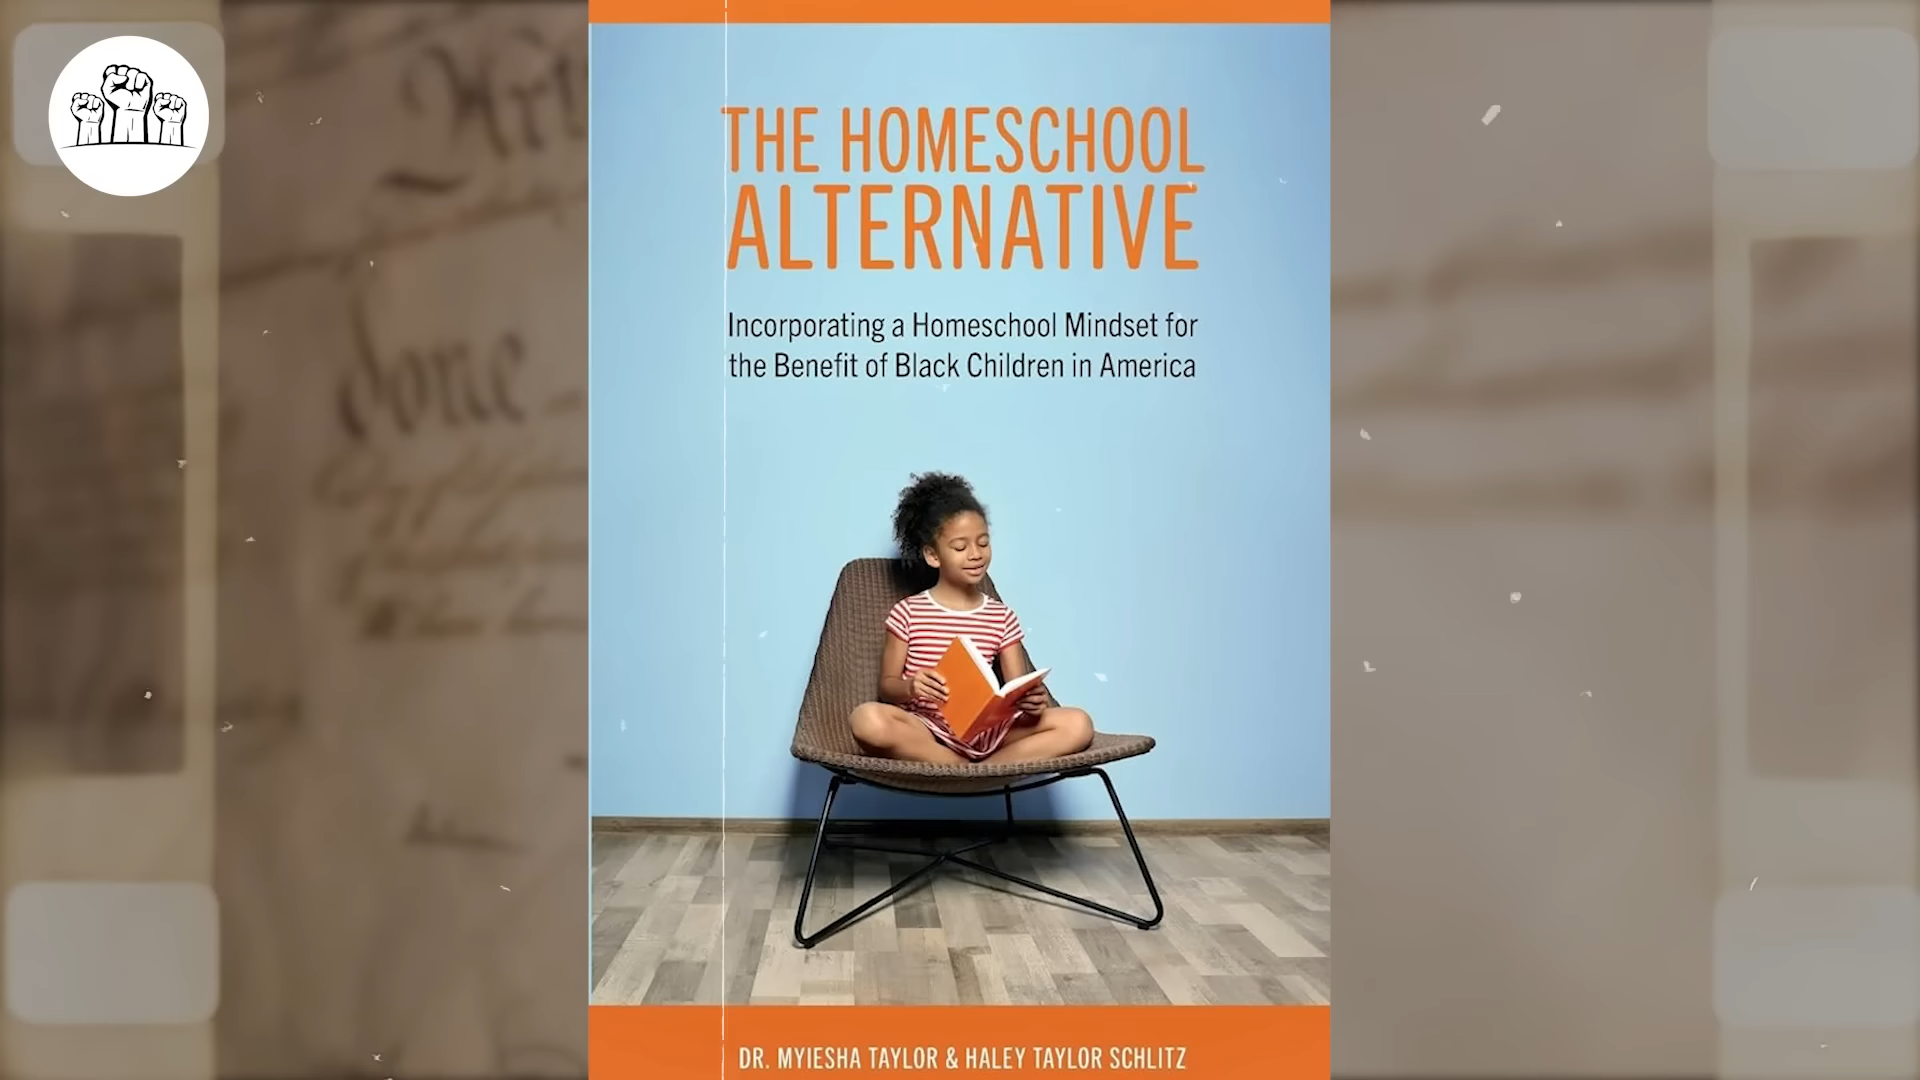 THE HOMESCHOOL
ALTERNATIVE
Incorporating a Homeschool Mindset for
the Benefit of Black Children in America
DR. MYIESHA TAYLOR & HALEY TAYLOR SCHLITZ
done